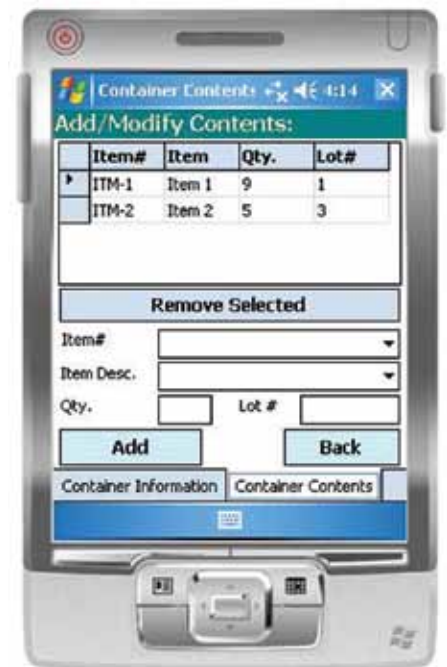 Container Contents 4:14
Add/Modify Contents:
Item# Item Qty. Lot#
ITM-1 Item 1 9 1
ITM-2 Item 2 5 3
Remove Selected
Item#
Item Desc.
Qty. Lot #
Add Back
Container Information Container Contents